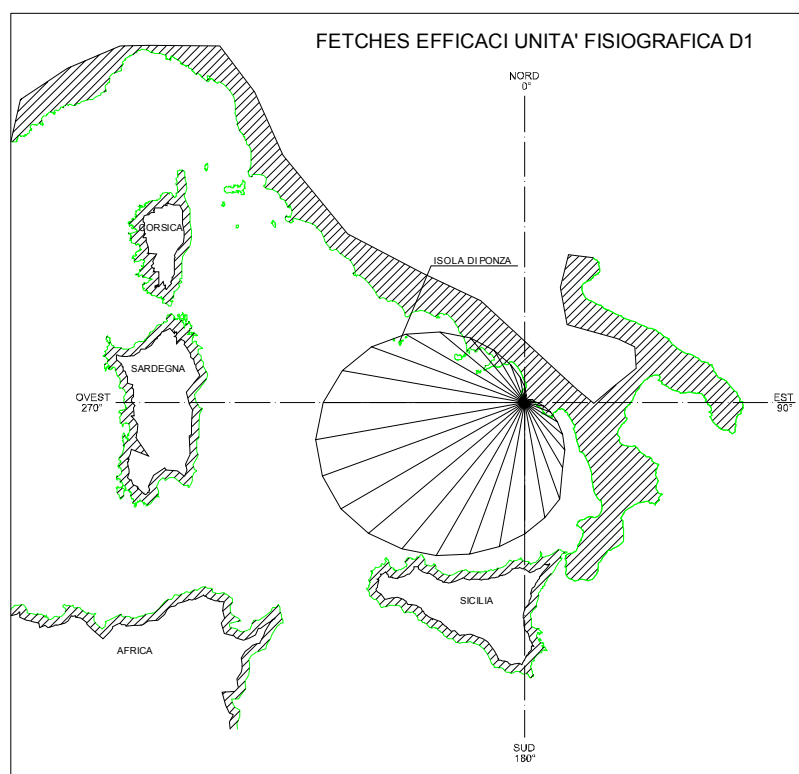 FETCHES EFFICACI UNITA' FISIOGRAFICA D1
NORD
0°
CORSICA
ISOLA DI PONZA
SARDEGNA
OVEST
270°
EST
90°
SICILIA
AFRICA
SUD
180°